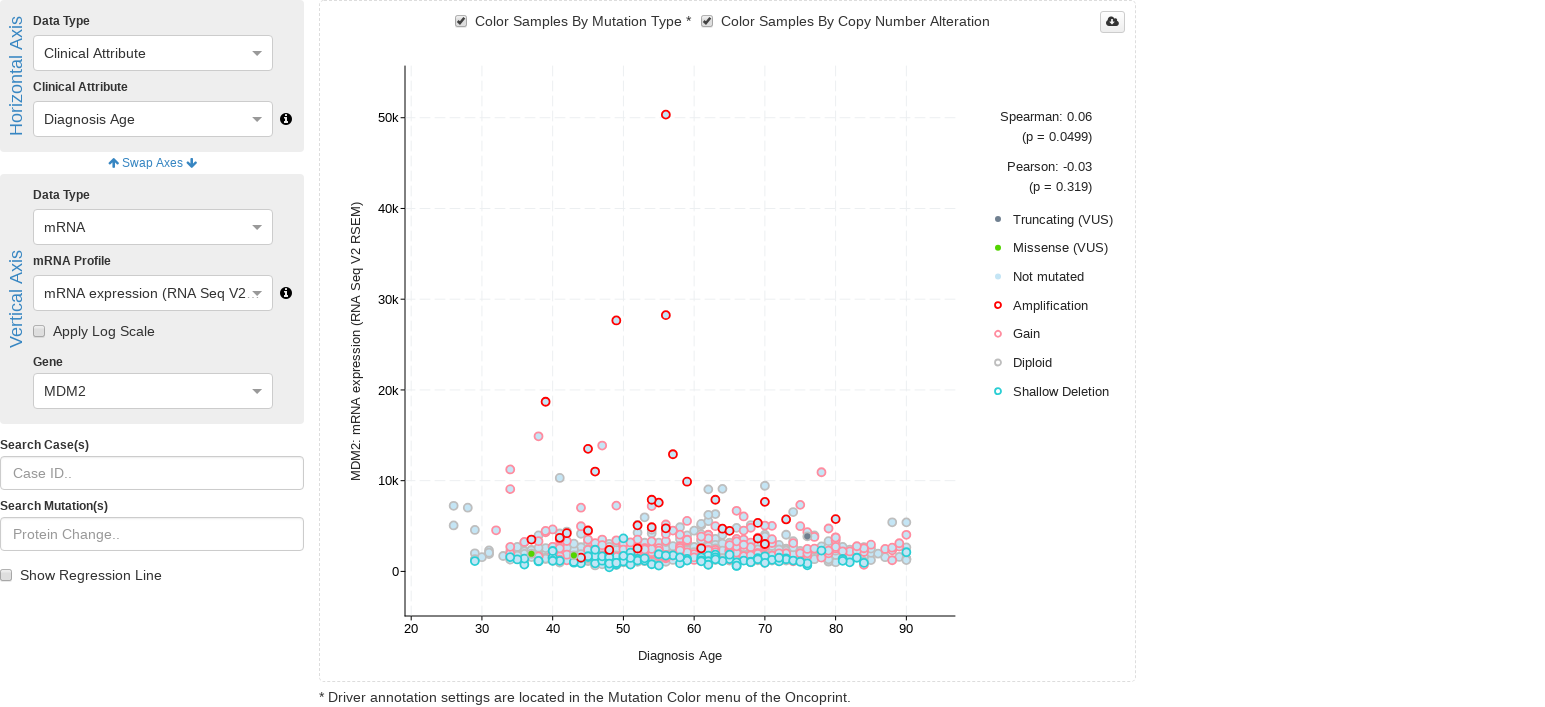 Horizontal Axis
Data Type
Clinical Attribute
Clinical Attribute
Diagnosis Age
Swap Axes
Vertical Axis
Data Type
mRNA
mRNA Profile
mRNA expression (RNA Seq V2...
Apply Log Scale
Gene
MDM2
Search Case(s)
Case ID..
Search Mutation(s)
Protein Change..
Show Regression Line
Color Samples By Mutation Type *
Color Samples By Copy Number Alteration
MDM2: mRNA expression (RNA Seq V2 RSEM)
50k
40k
30k
20k
10k
0
20 30 40 50 60 70 80 90
Diagnosis Age
Spearman: 0.06
(p = 0.0499)
Pearson: -0.03
(p = 0.319)
Truncating (VUS)
Missense (VUS)
Not mutated
Amplification
Gain
Diploid
Shallow Deletion
* Driver annotation settings are located in the Mutation Color menu of the Oncoprint.